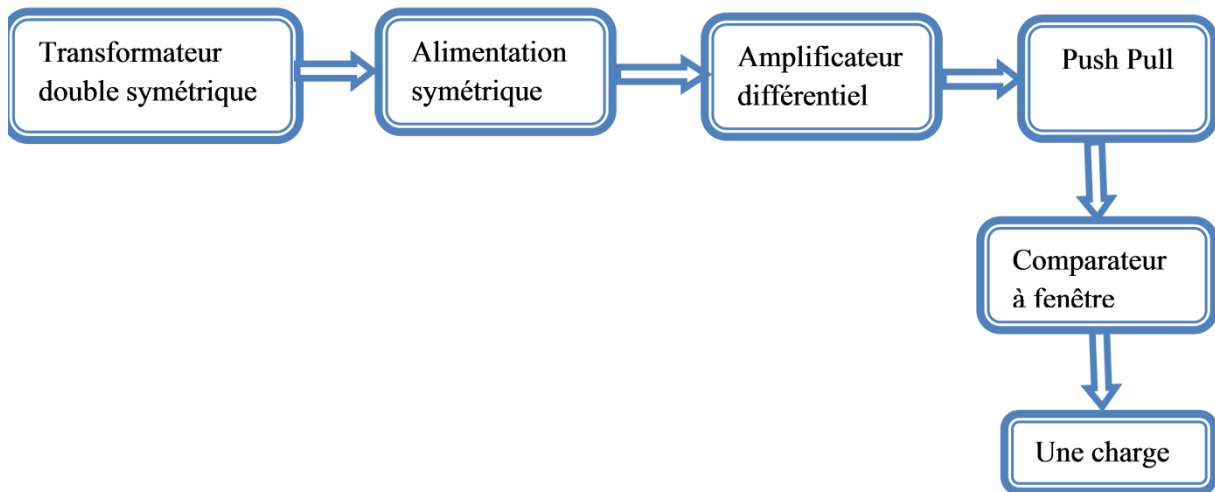 Transformateur
double symétrique
Alimentation
symétrique
Amplificateur
différentiel
Push Pull
Comparateur
à fenêtre
Une charge